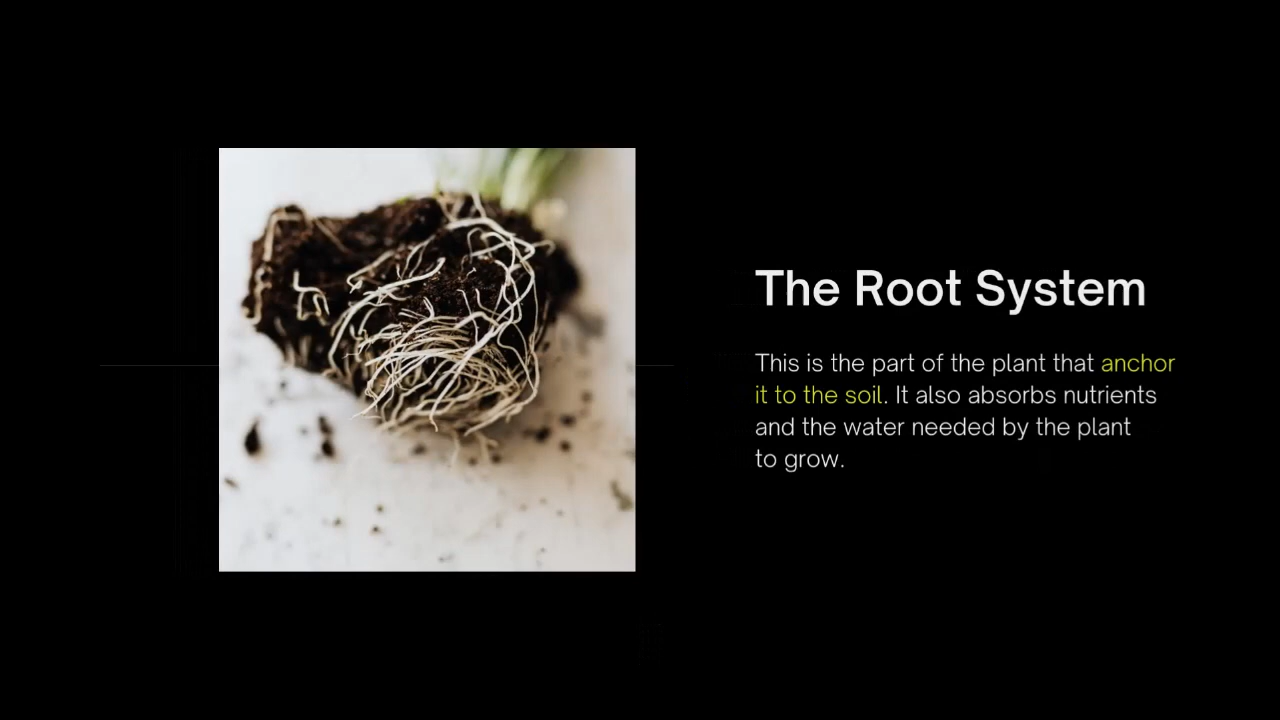 The Root System
This is the part of the plant that anchor
it to the soil. It also absorbs nutrients
and the water needed by the plant
to grow.